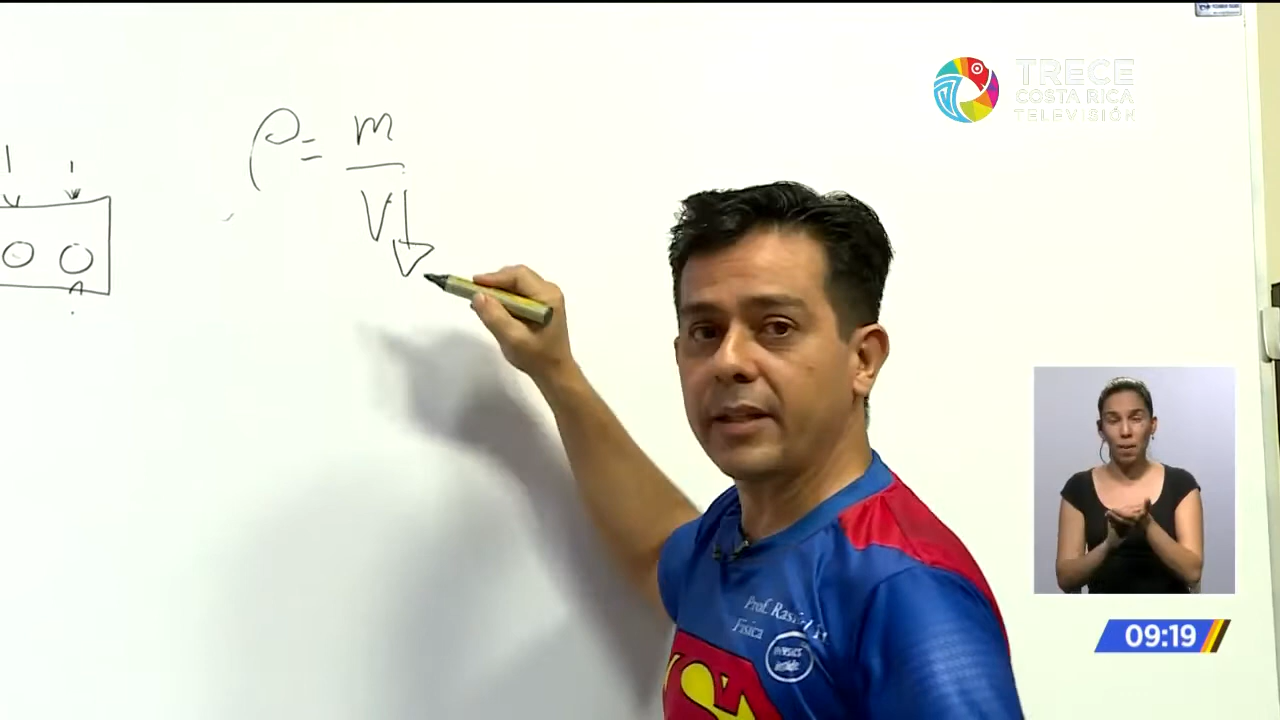 TRECE
COSTA RICA
TELEVISIÓN
ρ = m
V↓
Física
09:19